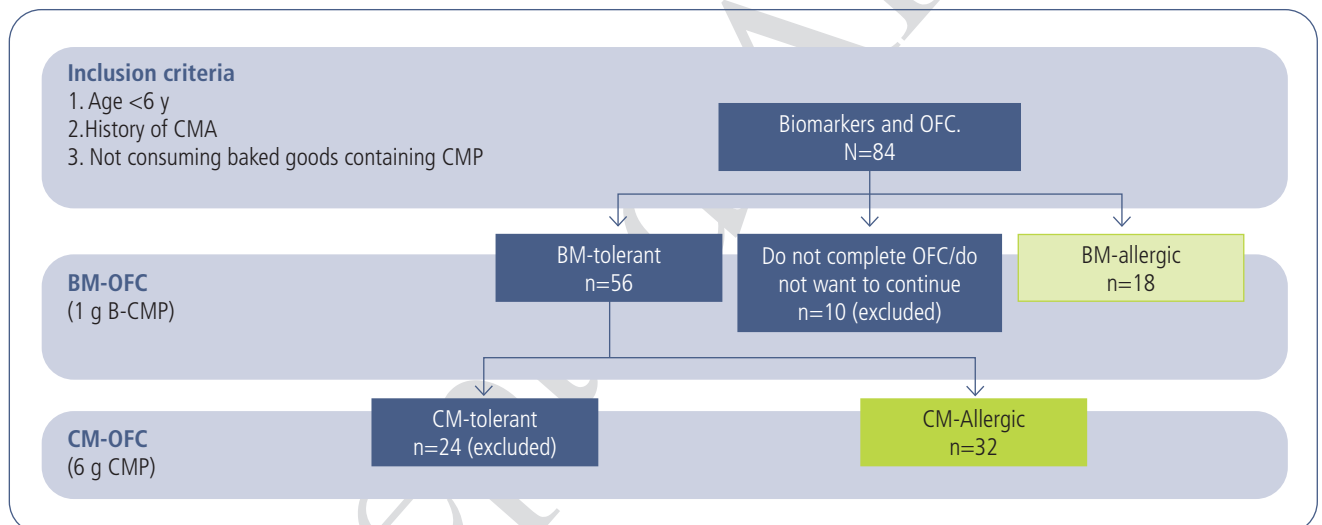 Inclusion criteria
1. Age <6 y
2.History of CMA
3. Not consuming baked goods containing CMP
Biomarkers and OFC.
N=84
BM-OFC
(1 g B-CMP)
BM-tolerant
n=56
Do not complete OFC/do
not want to continue
n=10 (excluded)
BM-allergic
n=18
CM-OFC
(6 g CMP)
CM-tolerant
n=24 (excluded)
CM-Allergic
n=32